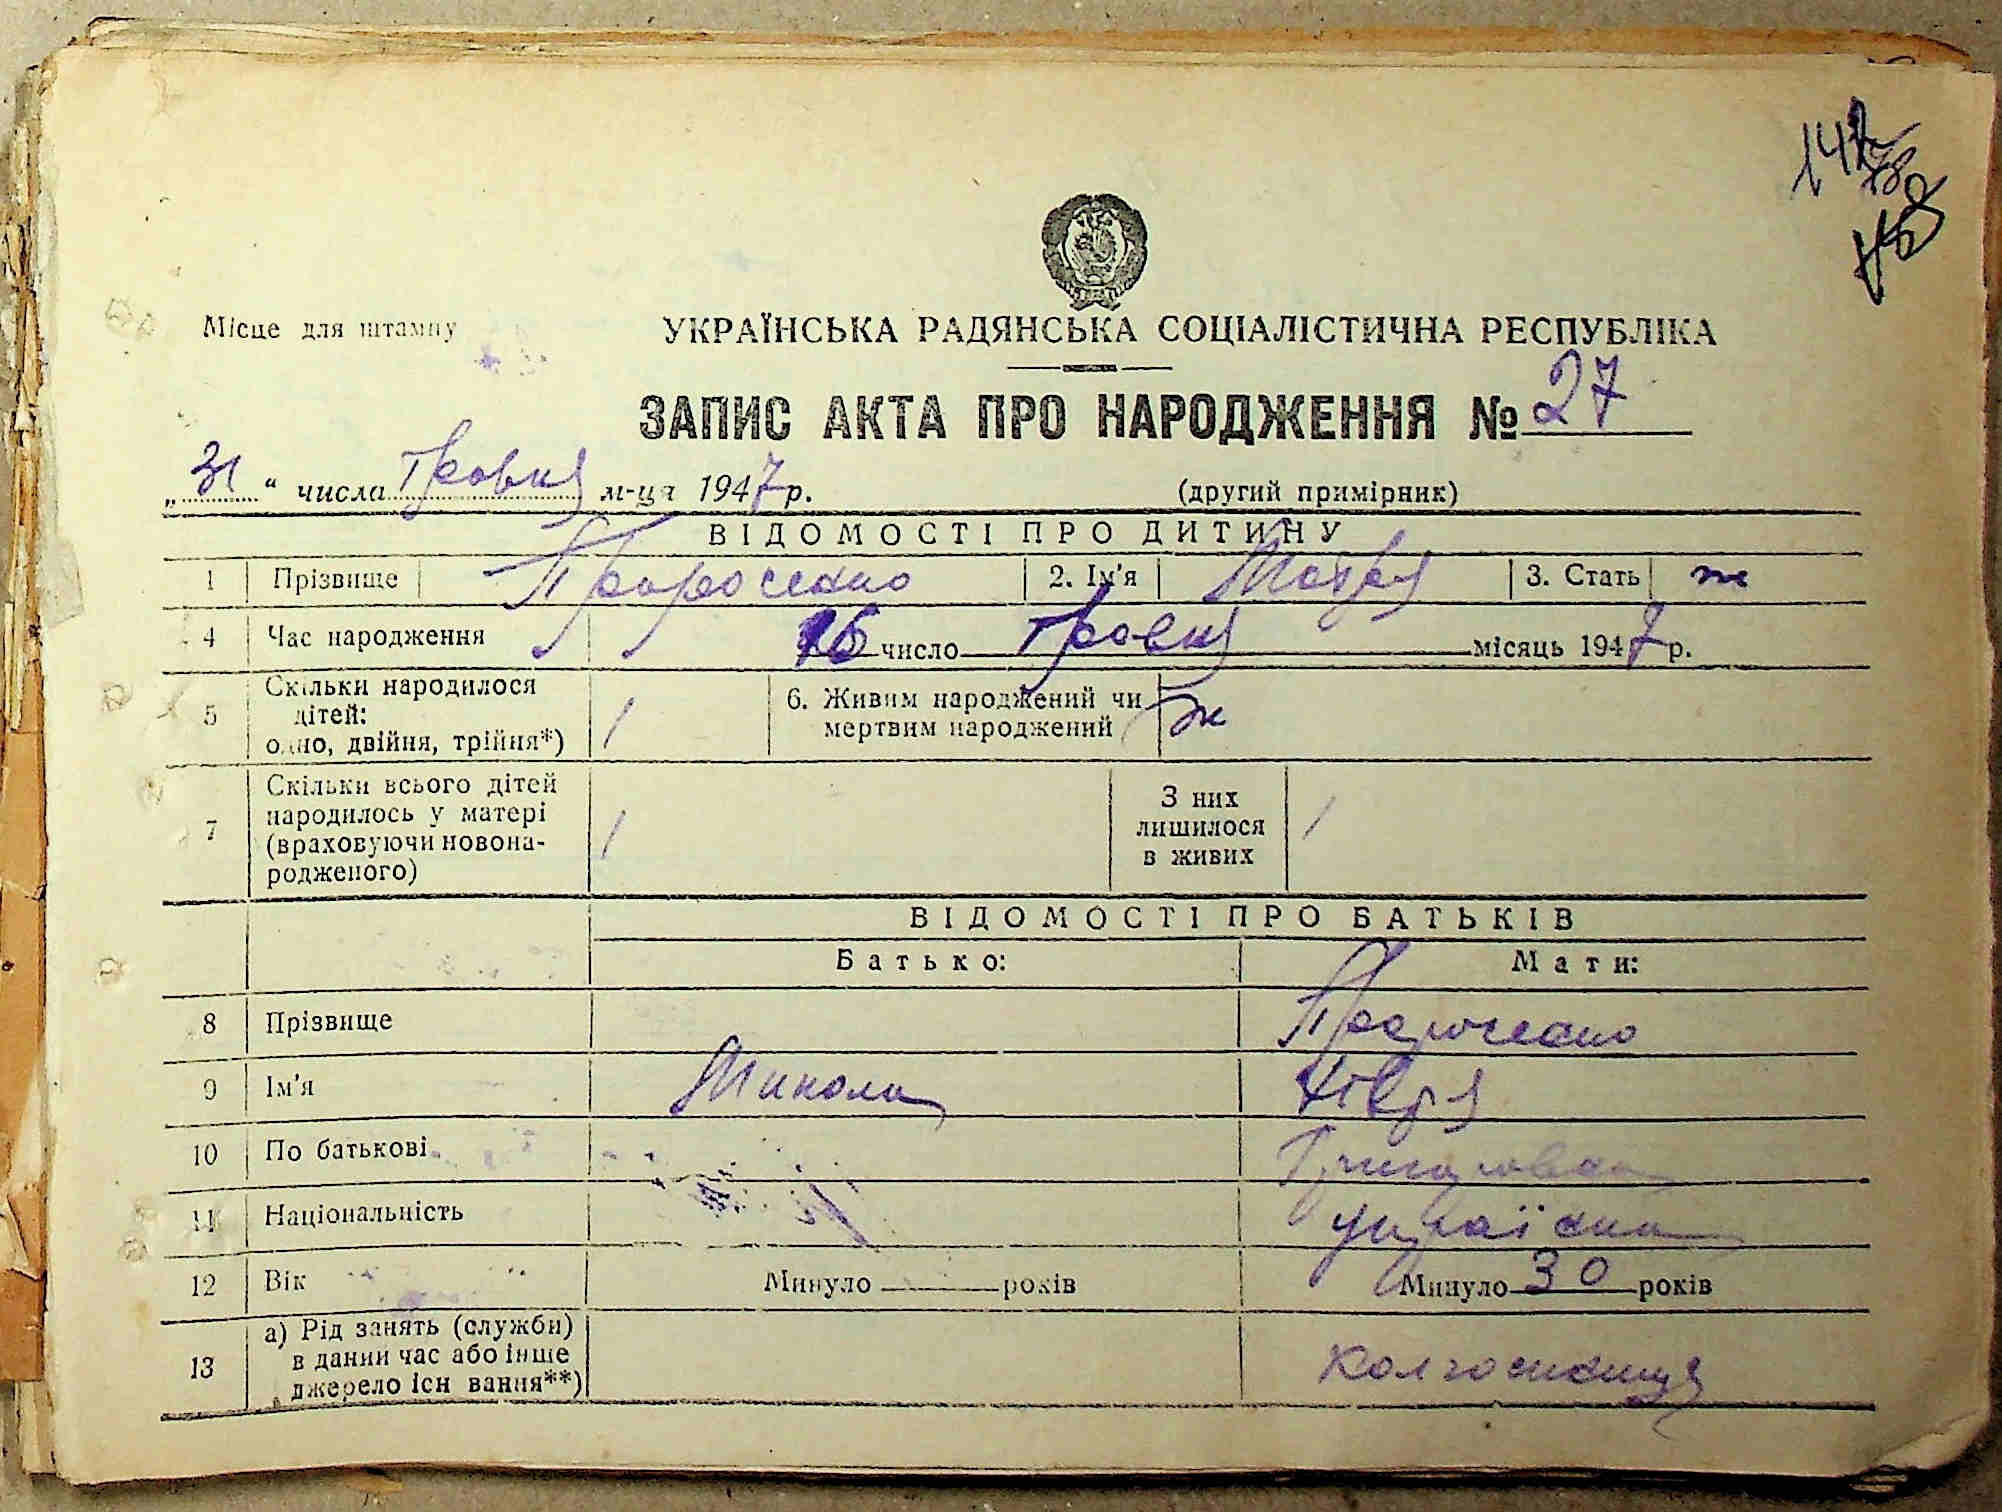 Місце для штампу
УКРАЇНСЬКА РАДЯНСЬКА СОЦІАЛІСТИЧНА РЕСПУБЛІКА
ЗАПИС АКТА ПРО НАРОДЖЕННЯ № 27
„31“ числа травня м-ця 1947 р.
(другий примірник)
ВІДОМОСТІ ПРО ДИТИНУ
1 Прізвище 2. Ім'я Мотря 3. Стать ж
4 Час народження 16 число травня місяць 1947 р.
5 Скільки народилося дітей: одно, двійня, трійня*) 1 6. Живим народжений чи мертвим народжений ж
7 Скільки всього дітей народилось у матері (враховуючи новонародженого) 1 З них лишилося в живих 1
ВІДОМОСТІ ПРО БАТЬКІВ
Батько: Мати:
8 Прізвище
9 Ім'я Микола
10 По батькові Григоровна
11 Національність українка
12 Вік Минуло років Минуло 30 років
13 а) Рід занять (служби) в даний час або інше джерело існ вання**) колгоспниця